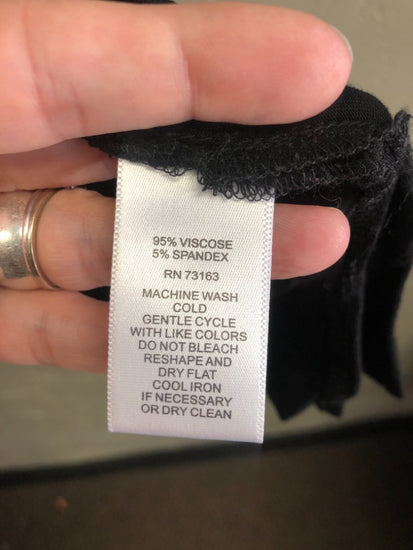 95% VISCOSE
5% SPANDEX
RN 73163
MACHINE WASH
COLD
GENTLE CYCLE
WITH LIKE COLORS
DO NOT BLEACH
RESHAPE AND
DRY FLAT
COOL IRON
IF NECESSARY
OR DRY CLEAN